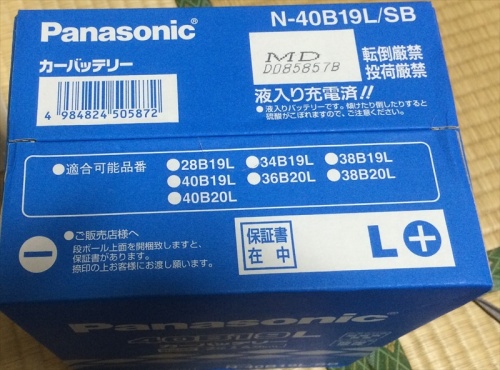 Panasonic®
N-40B19L/SB
カーバッテリー
MD
D085857B
転倒厳禁
投荷厳禁
4 984824 505872
液入り充電済!!
●液入りバッテリーです。傾けたり倒したりすると
硫酸がこぼれますので、ご注意ください。
●適合可能品番
●28B19L ●34B19L ●38B19L
●40B19L ●36B20L ●38B20L
●40B20L
●ご販売店様へ
段ボール上面を開梱致しますと、
保証書があります。
捺印の上お客様にお渡し願います。
保証書
在中
L
Panasonic
N-40B19L/SB